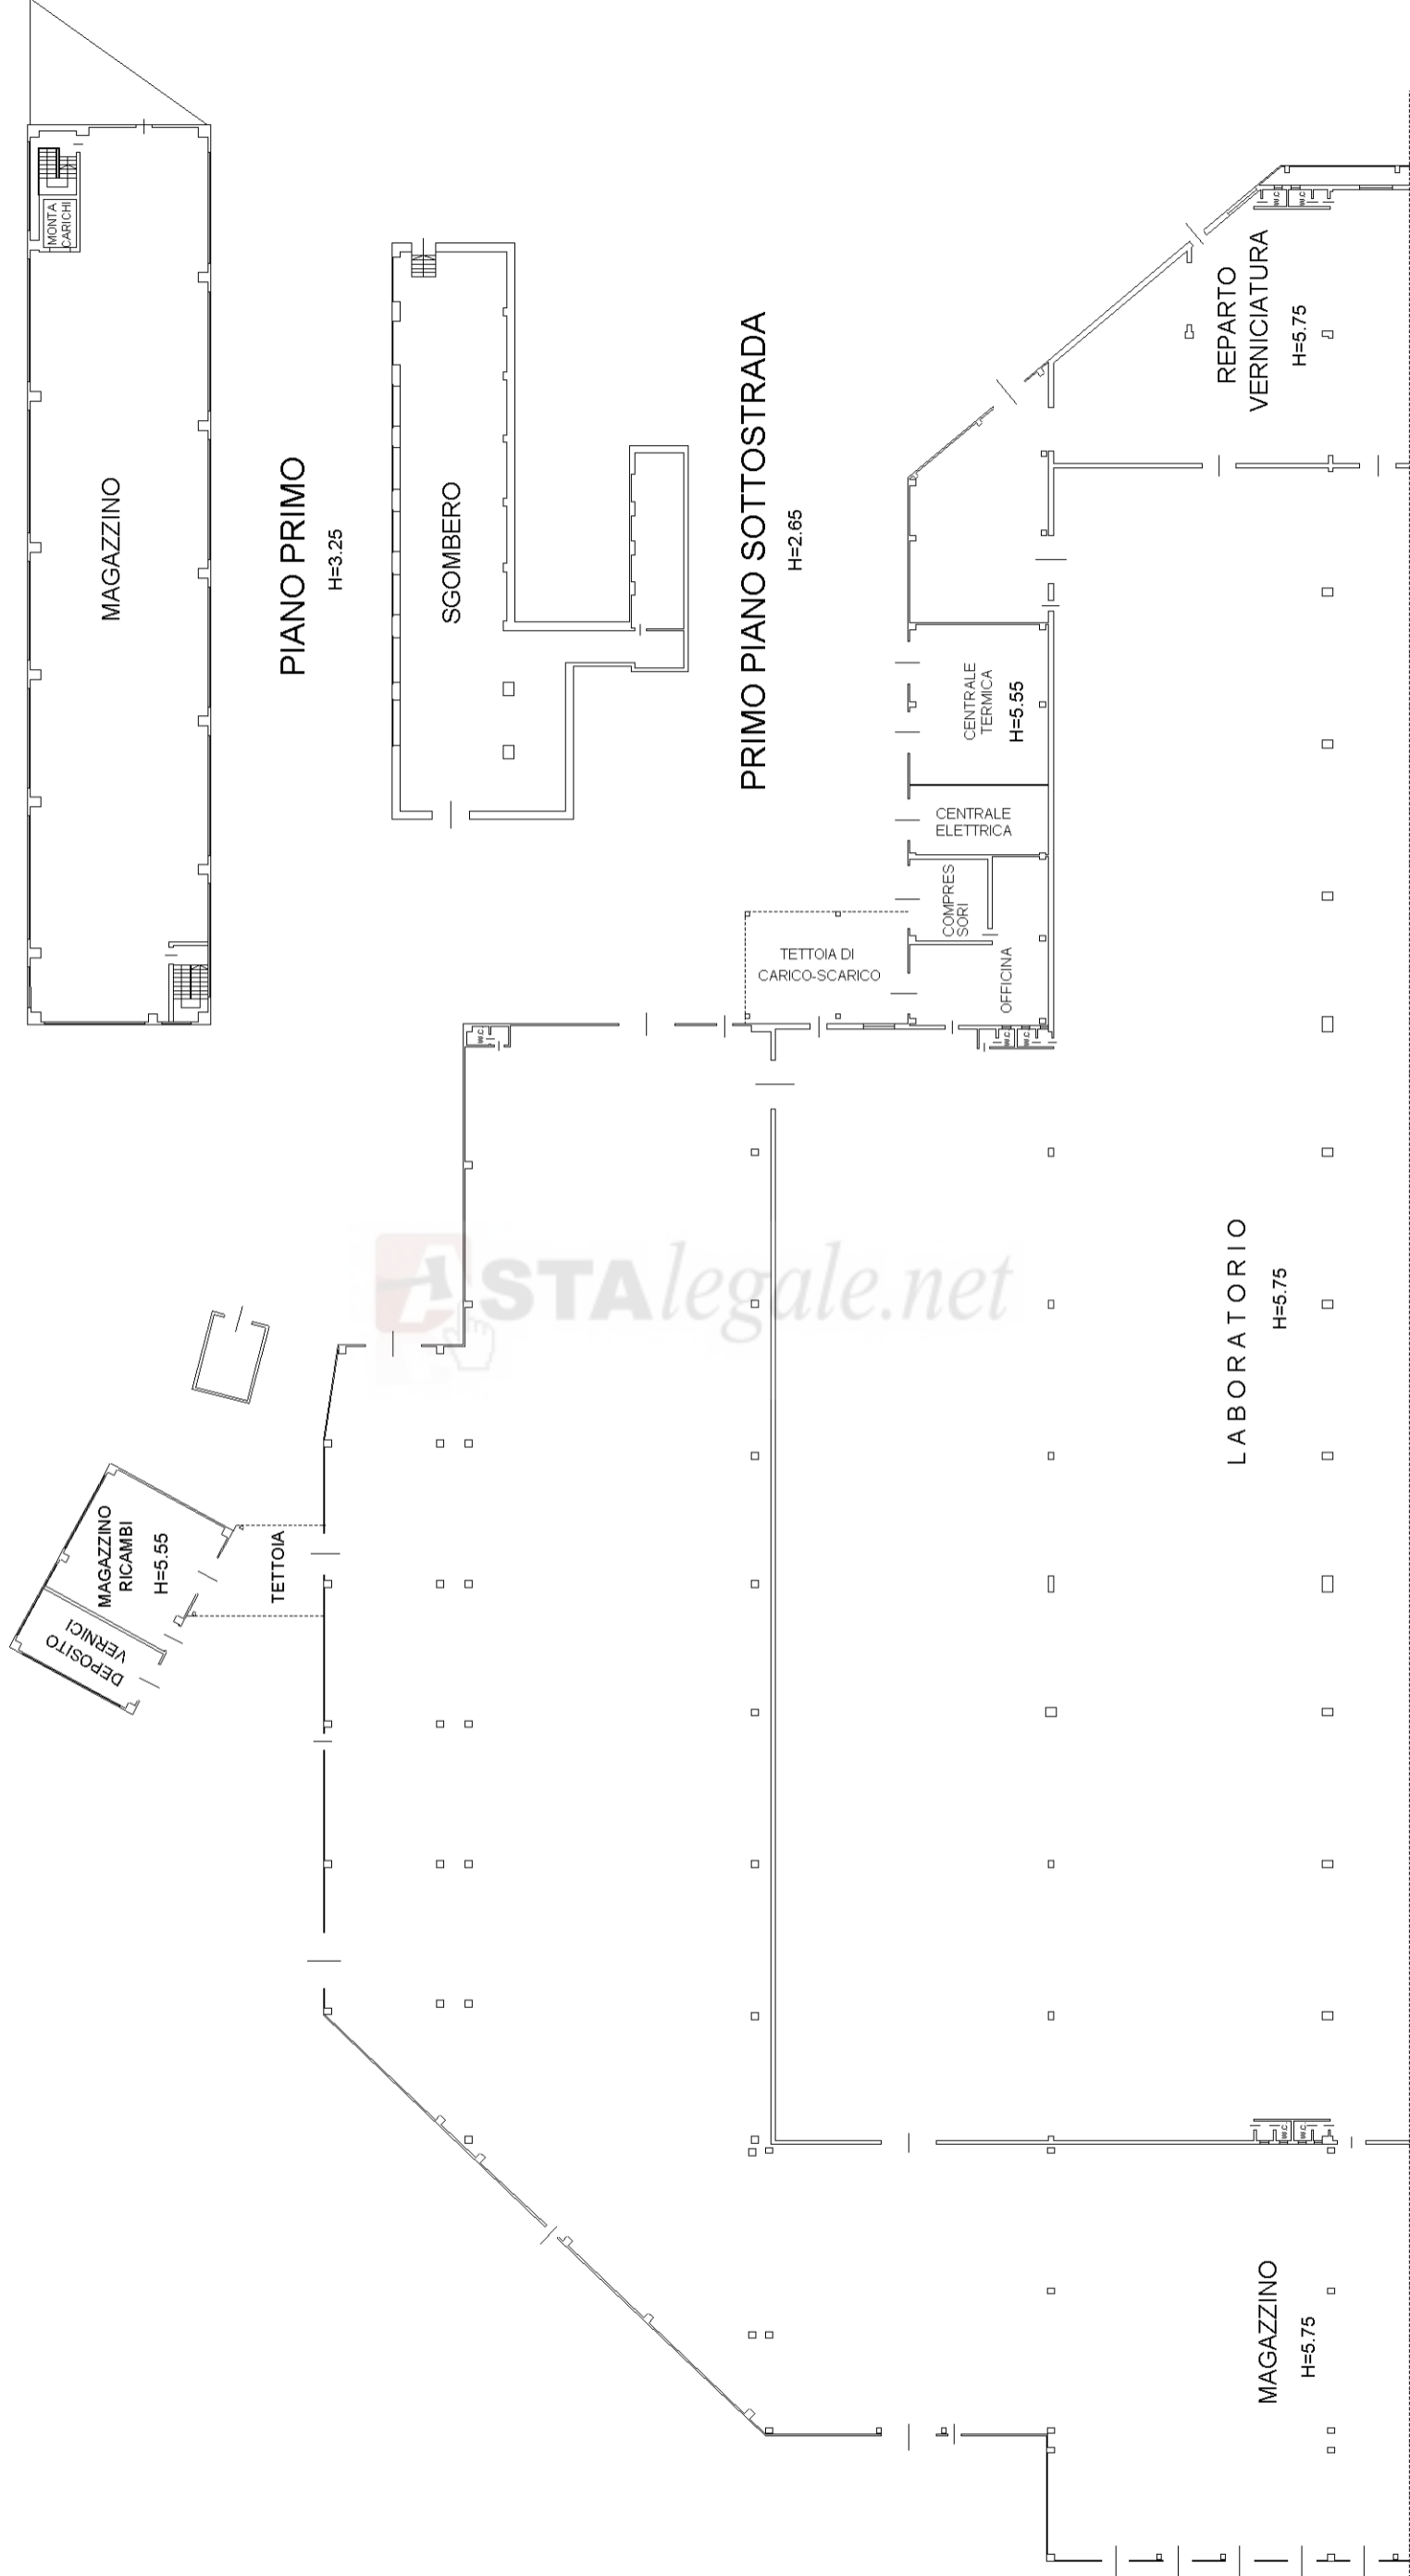 MONTA
CARICHI
MAGAZZINO
PIANO PRIMO
H=3.25
SGOMBERO
PRIMO PIANO SOTTOSTRADA
H=2.65
W.C.
W.C.
REPARTO
VERNICIATURA
H=5.75
CENTRALE
TERMICA
H=5.55
CENTRALE
ELETTRICA
COMPRES
SORI
OFFICINA
TETTOIA DI
CARICO-SCARICO
W.C.
W.C.
W.C.
ASTAlegale.net
LABORATORIO
H=5.75
MAGAZZINO
RICAMBI
H=5.55
TETTOIA
DEPOSITO
VERNICI
W.C.
W.C.
MAGAZZINO
H=5.75